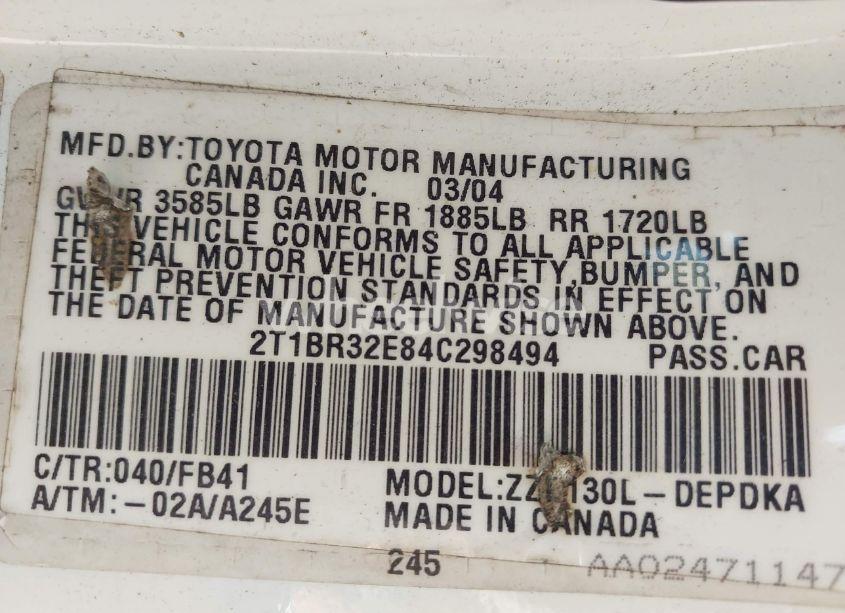 MFD.BY:TOYOTA MOTOR MANUFACTURING
CANADA INC. 03/04
3585LB GAWR FR 1885LB RR 1720LB
THIS VEHICLE CONFORMS TO ALL APPLICABLE
FEDERAL MOTOR VEHICLE SAFETY,BUMPER, AND
THEFT PREVENTION STANDARDS IN EFFECT ON
THE DATE OF MANUFACTURE SHOWN ABOVE.
2T1BR32E84C298494 PASS.CAR
C/TR:040/FB41
A/TM:-02A/A245E
MODEL: 130L-DEPDKA
MADE IN CANADA
245
AA02471147